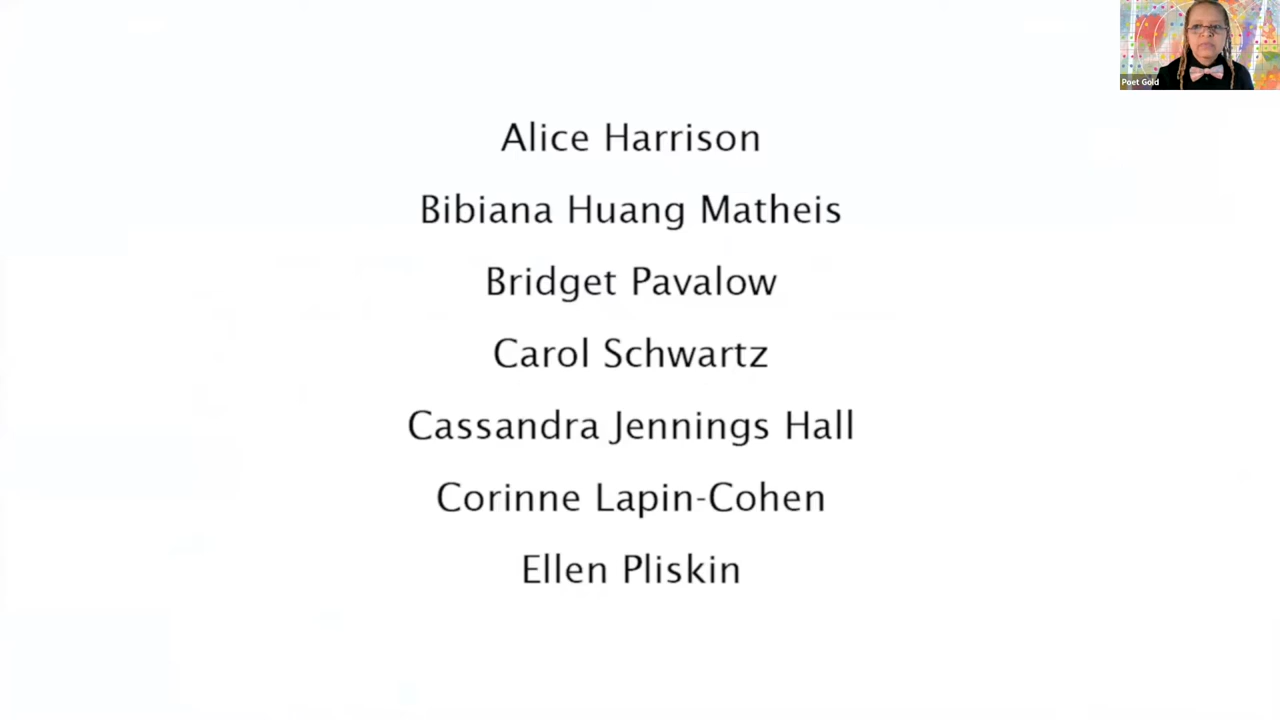 Poet Gold
Alice Harrison
Bibiana Huang Matheis
Bridget Pavalow
Carol Schwartz
Cassandra Jennings Hall
Corinne Lapin-Cohen
Ellen Pliskin